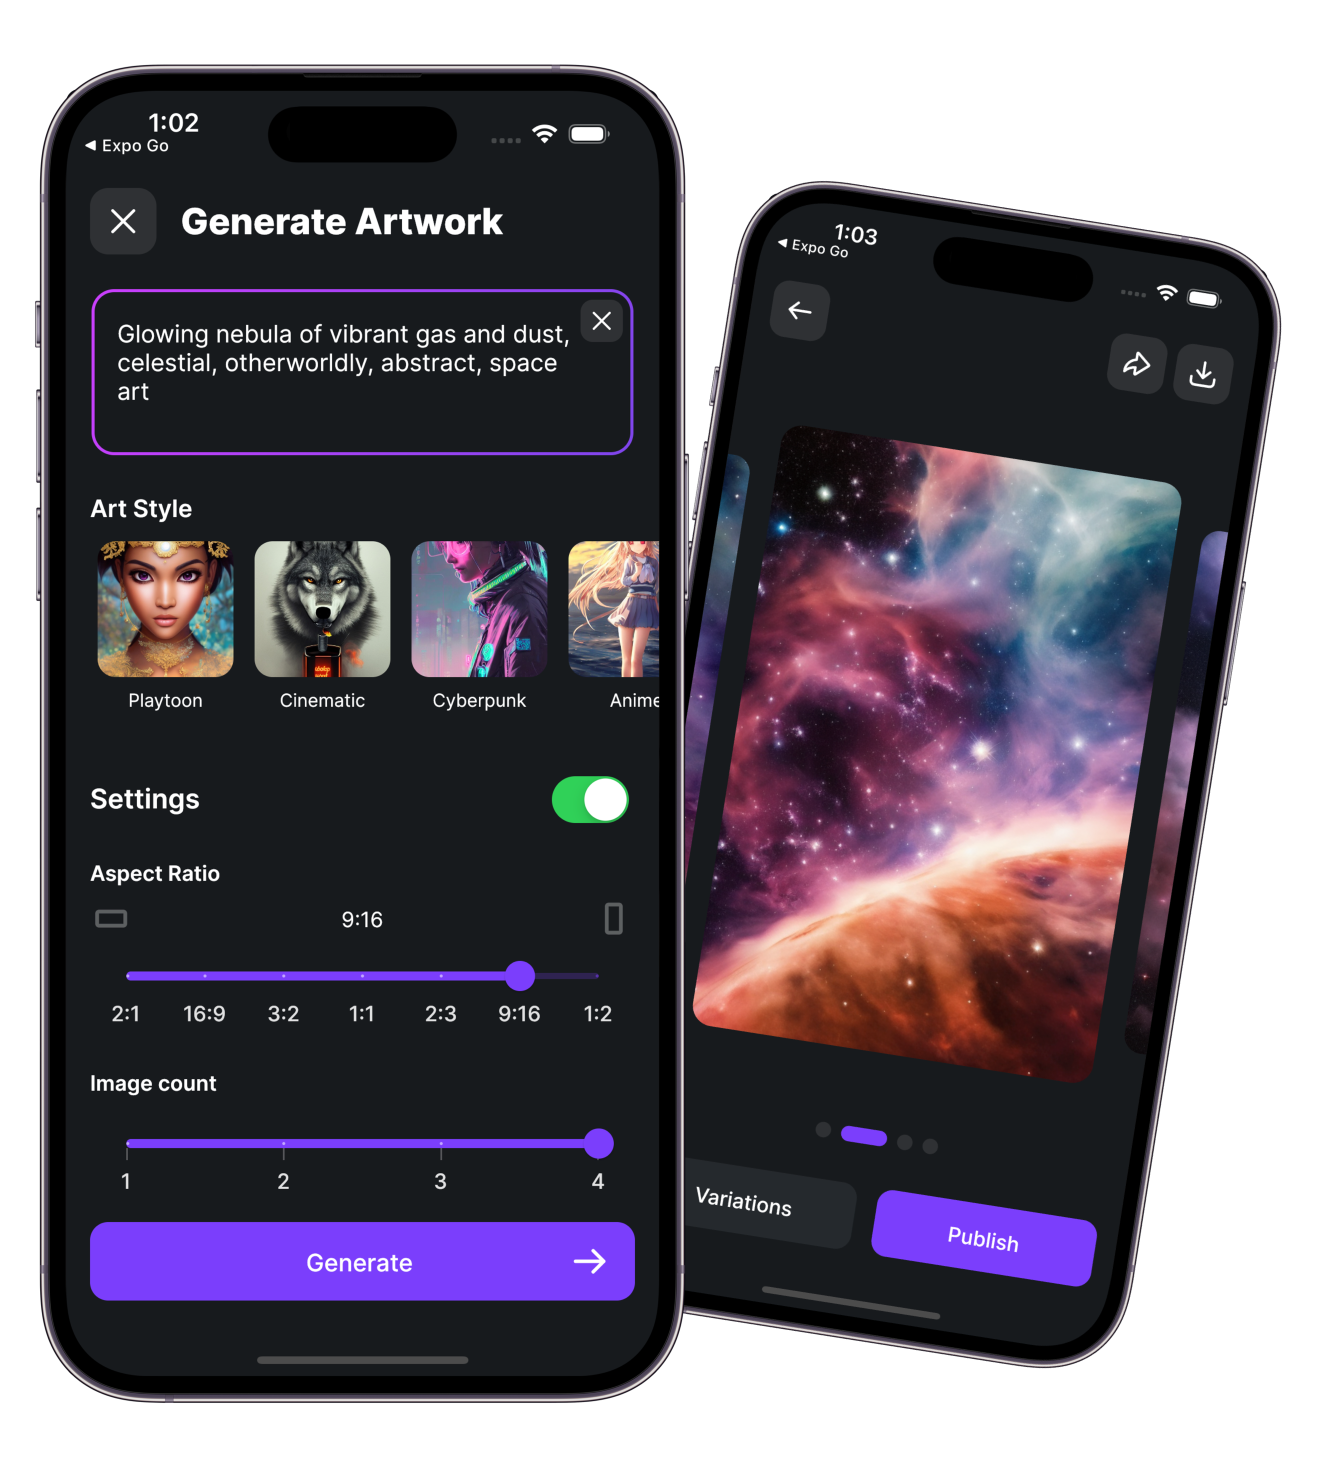 1:02
Expo Go
Generate Artwork
Glowing nebula of vibrant gas and dust,
celestial, otherworldly, abstract, space
art
Art Style
Playtoon
Cinematic
Cyberpunk
Anime
Settings
Aspect Ratio
9:16
2:1 16:9 3:2 1:1 2:3 9:16 1:2
Image count
1 2 3 4
Generate
1:03
Expo Go
Variations
Publish